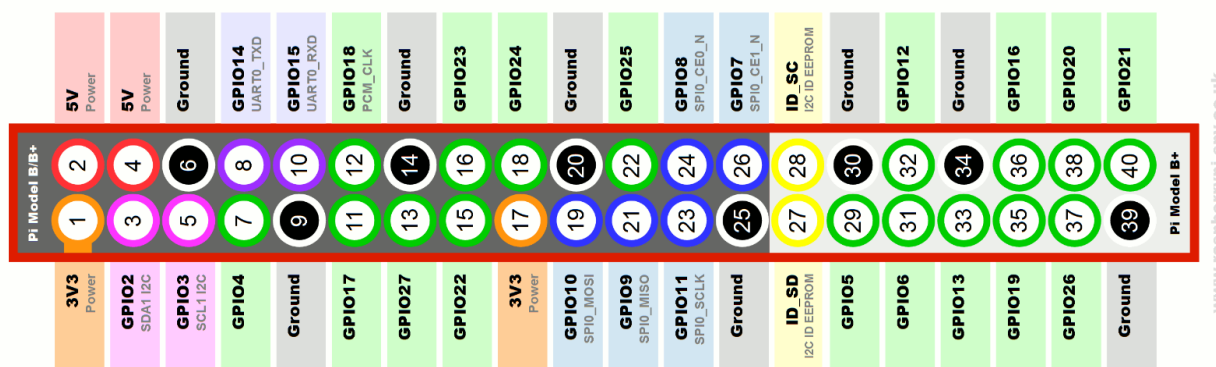 5V
Power
5V
Power
Ground
GPIO14
UART0_TXD
GPIO15
UART0_RXD
GPIO18
PCM_CLK
Ground
GPIO23
GPIO24
Ground
GPIO25
GPIO8
SPI0_CE0_N
GPIO7
SPI0_CE1_N
ID_SC
I2C ID EEPROM
Ground
GPIO12
Ground
GPIO16
GPIO20
GPIO21
Pi Model B/B+
2 4 6 8 10 12 14 16 18 20 22 24 26 28 30 32 34 36 38 40
1 3 5 7 9 11 13 15 17 19 21 23 25 27 29 31 33 35 37 39
Pi Model B+
3V3
Power
GPIO2
SDA1 I2C
GPIO3
SCL1 I2C
GPIO4
Ground
GPIO17
GPIO27
GPIO22
3V3
Power
GPIO10
SPI0_MOSI
GPIO9
SPI0_MISO
GPIO11
SPI0_SCLK
Ground
ID_SD
I2C ID EEPROM
GPIO5
GPIO6
GPIO13
GPIO19
GPIO26
Ground